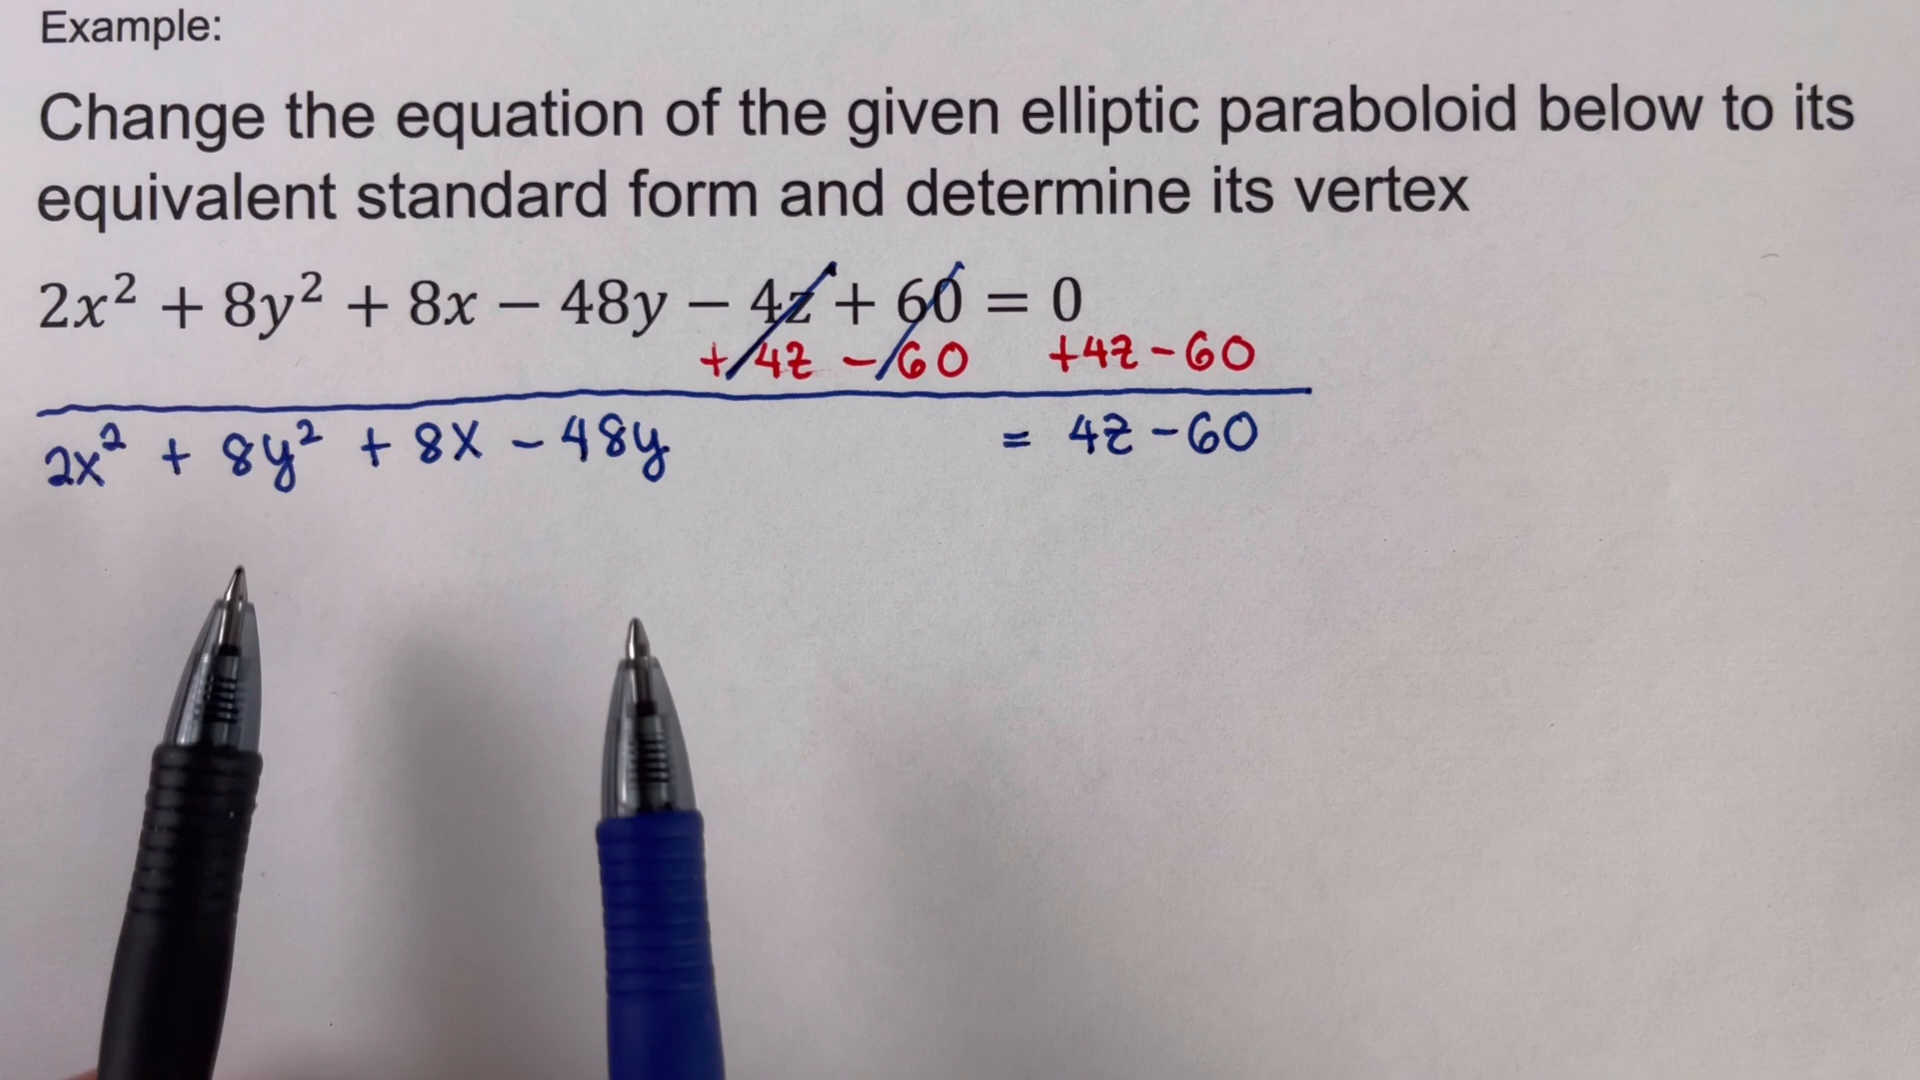 Example:
Change the equation of the given elliptic paraboloid below to its
equivalent standard form and determine its vertex
2x² + 8y² + 8x − 48y − 4z + 60 = 0
+ 4z − 60 +4z − 60
2x² + 8y² + 8x − 48y = 4z − 60